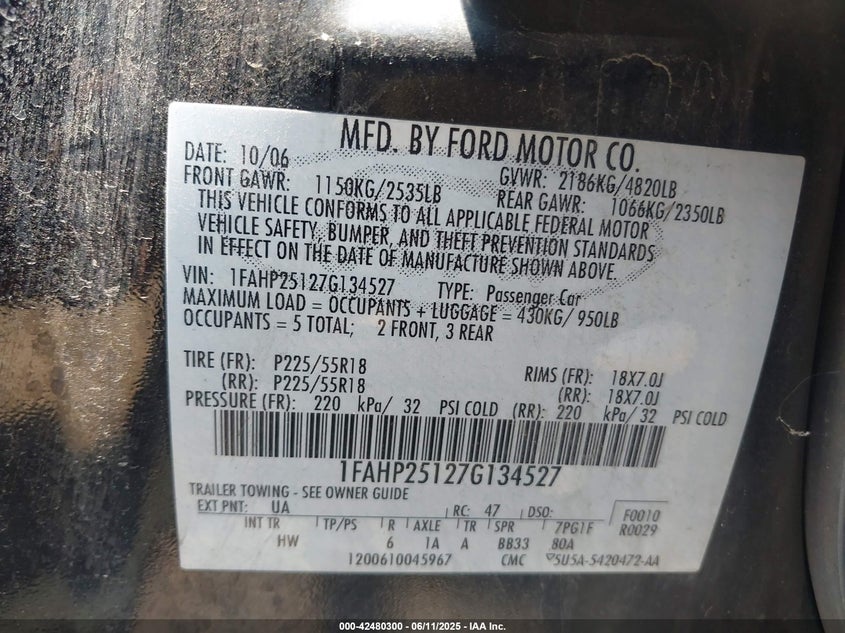 MFD. BY FORD MOTOR CO.
DATE: 10/06 GVWR: 2186KG/4820LB
FRONT GAWR: 1150KG/2535LB REAR GAWR: 1066KG/2350LB
THIS VEHICLE CONFORMS TO ALL APPLICABLE FEDERAL MOTOR
VEHICLE SAFETY, BUMPER, AND THEFT PREVENTION STANDARDS
IN EFFECT ON THE DATE OF MANUFACTURE SHOWN ABOVE.
VIN: 1FAHP25127G134527 TYPE: Passenger Car
MAXIMUM LOAD = OCCUPANTS + LUGGAGE = 430KG/ 950LB
OCCUPANTS = 5 TOTAL; 2 FRONT, 3 REAR
TIRE (FR): P225/55R18 RIMS (FR): 18X7.0J
(RR): P225/55R18 (RR): 18X7.0J
PRESSURE (FR): 220 kPa/ 32 PSI COLD (RR): 220 kPa/ 32 PSI COLD
1FAHP25127G134527
TRAILER TOWING - SEE OWNER GUIDE
EXT PNT: UA RC: 47 DSO: F0010
INT TR TP/PS R AXLE TR SPR 7PG1F R0029
HW 6 1A A BB33 80A
1200610045967 CMC 5U5A-5420472-AA
000-42480300 - 06/11/2025 - IAA Inc.